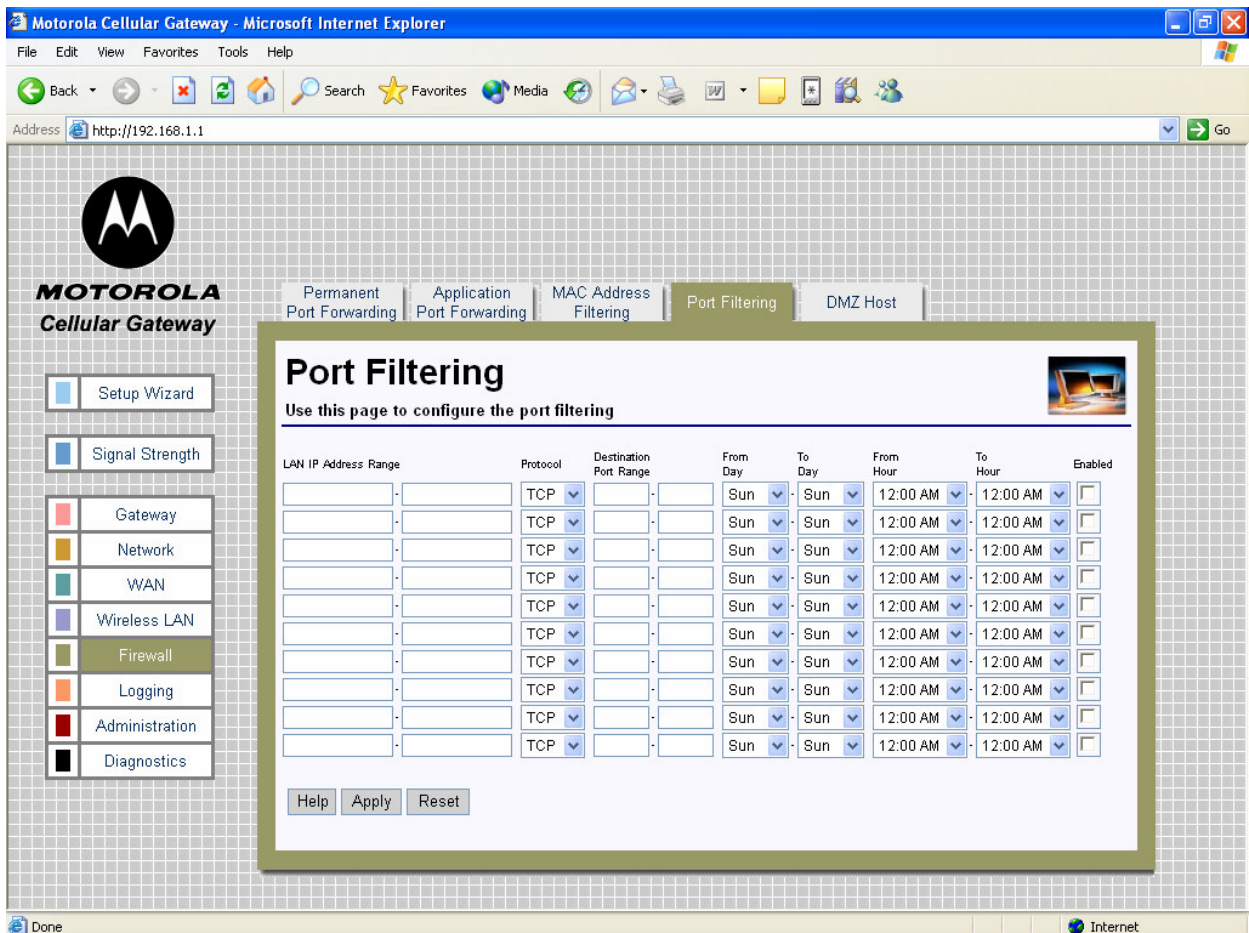 Motorola Cellular Gateway - Microsoft Internet Explorer
File Edit View Favorites Tools Help
Back Search Favorites Media
Address http://192.168.1.1 Go
MOTOROLA
Cellular Gateway
Permanent Port Forwarding
Application Port Forwarding
MAC Address Filtering
Port Filtering
DMZ Host
Setup Wizard
Signal Strength
Gateway
Network
WAN
Wireless LAN
Firewall
Logging
Administration
Diagnostics
Port Filtering
Use this page to configure the port filtering
LAN IP Address Range Protocol Destination Port Range From Day To Day From Hour To Hour Enabled
- TCP - Sun - Sun 12:00 AM - 12:00 AM
- TCP - Sun - Sun 12:00 AM - 12:00 AM
- TCP - Sun - Sun 12:00 AM - 12:00 AM
- TCP - Sun - Sun 12:00 AM - 12:00 AM
- TCP - Sun - Sun 12:00 AM - 12:00 AM
- TCP - Sun - Sun 12:00 AM - 12:00 AM
- TCP - Sun - Sun 12:00 AM - 12:00 AM
- TCP - Sun - Sun 12:00 AM - 12:00 AM
- TCP - Sun - Sun 12:00 AM - 12:00 AM
- TCP - Sun - Sun 12:00 AM - 12:00 AM
Help Apply Reset
Done Internet